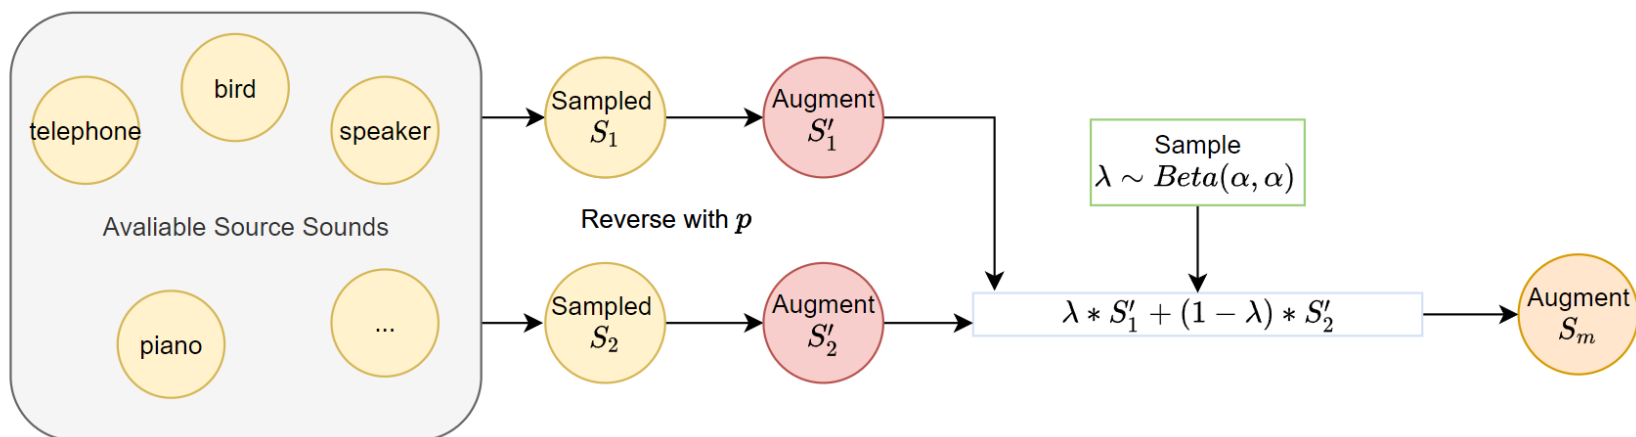 bird
telephone
speaker
Avaliable Source Sounds
piano
...
Sampled
S₁
Augment
S′₁
Reverse with p
Sampled
S₂
Augment
S′₂
Sample
λ ∼ Beta(α, α)
λ ∗ S′₁ + (1 − λ) ∗ S′₂
Augment
Sₘ